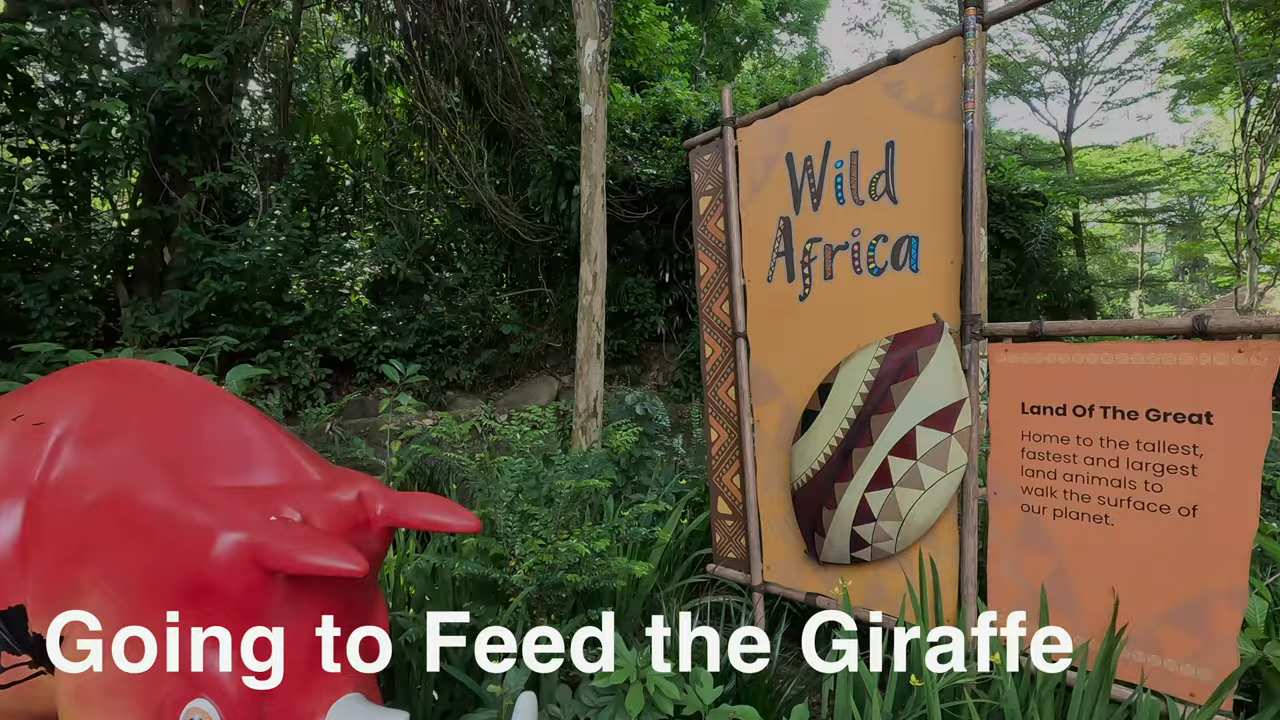 Wild
Africa
Land Of The Great
Home to the tallest,
fastest and largest
land animals to
walk the surface of
our planet.
Going to Feed the Giraffe